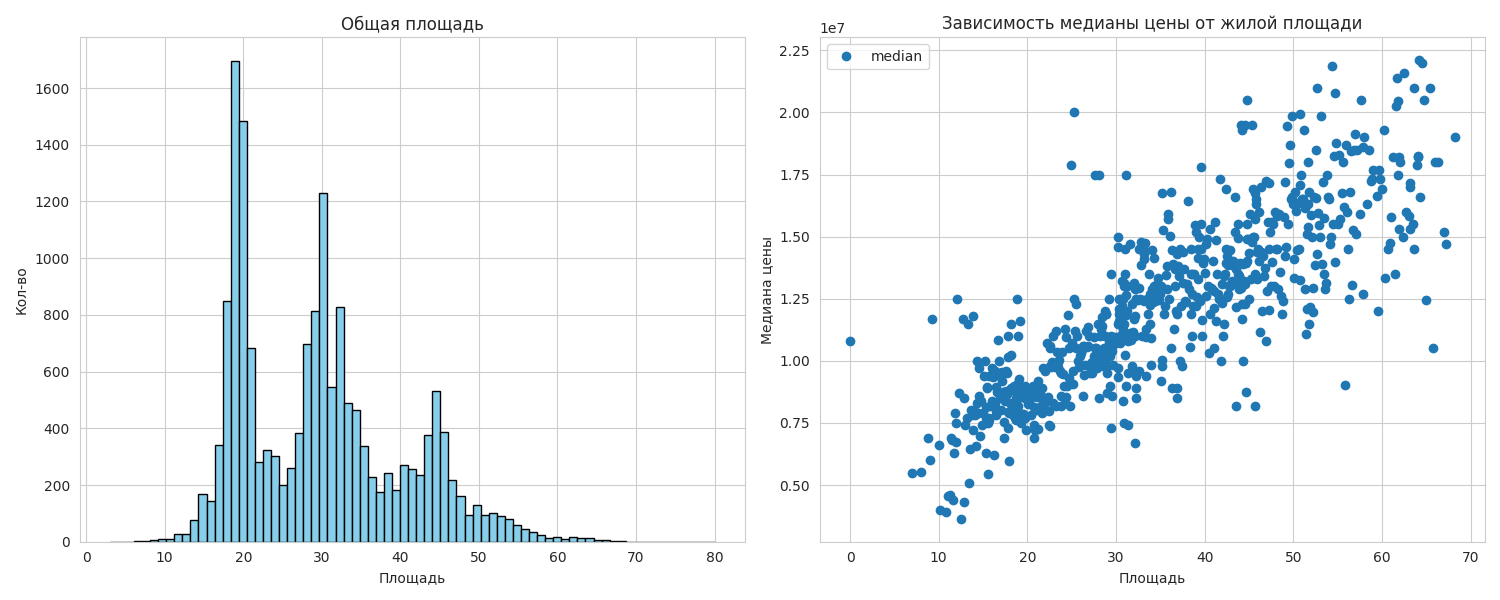 Общая площадь
Кол-во
1600
1400
1200
1000
800
600
400
200
0
0 10 20 30 40 50 60 70 80
Площадь
Зависимость медианы цены от жилой площади
1e7
median
Медиана цены
2.25
2.00
1.75
1.50
1.25
1.00
0.75
0.50
0 10 20 30 40 50 60 70
Площадь